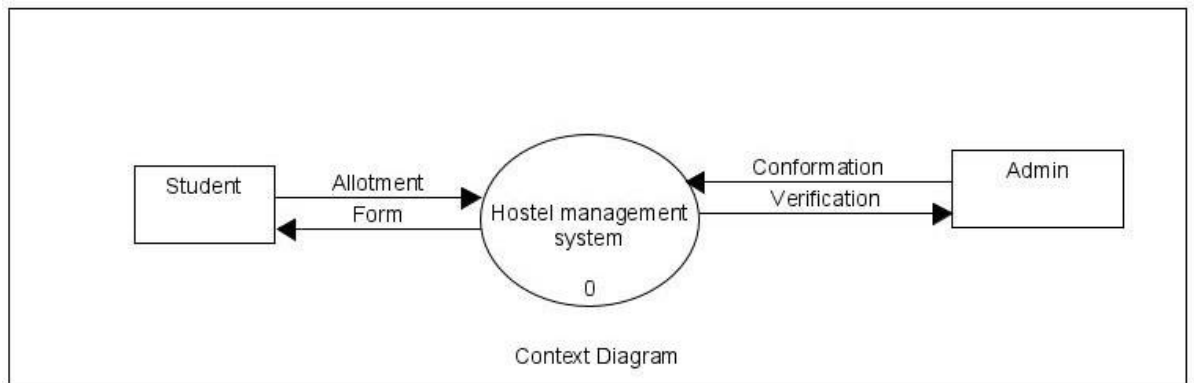 Student
Allotment
Form
Hostel management
system
0
Conformation
Verification
Admin
Context Diagram